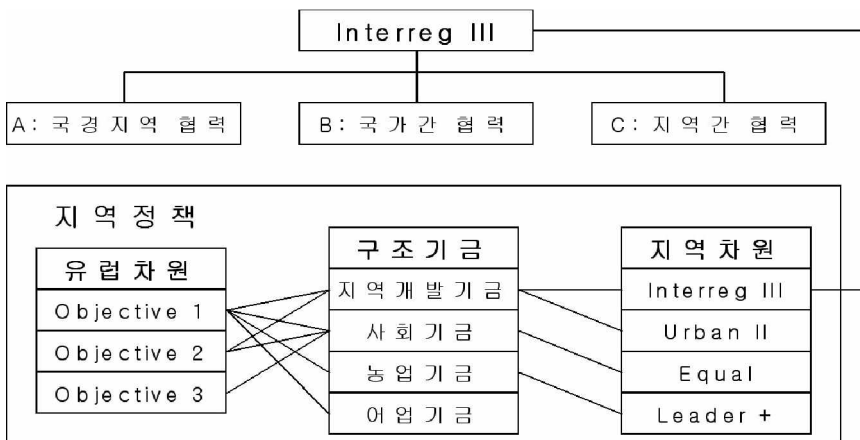 Interreg III
A: 국경지역 협력
B: 국가간 협력
C: 지역간 협력
지역정책
유럽차원
Objective 1
Objective 2
Objective 3
구조기금
지역개발기금
사회기금
농업기금
어업기금
지역차원
Interreg III
Urban II
Equal
Leader +